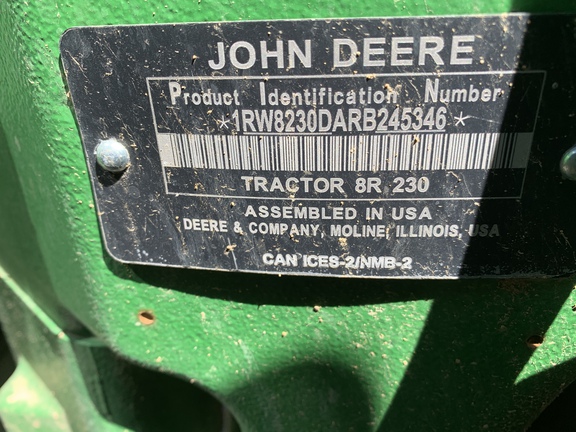 JOHN DEERE
Product Identification Number
*1RW8230DARB245346*
TRACTOR 8R 230
ASSEMBLED IN USA
DEERE & COMPANY, MOLINE, ILLINOIS, USA
CAN ICES-2/NMB-2